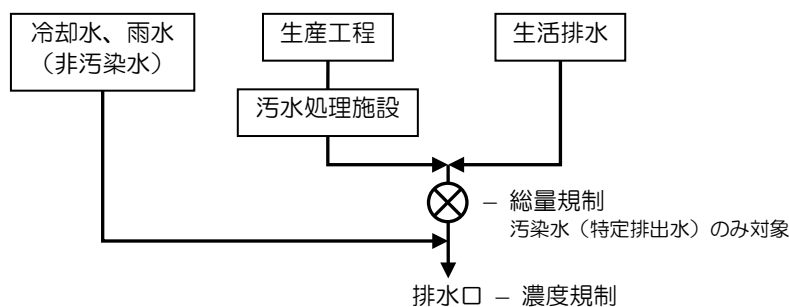 冷却水、雨水
(非汚染水)
生産工程
生活排水
汚水処理施設
– 総量規制
汚染水(特定排出水)のみ対象
排水口 – 濃度規制